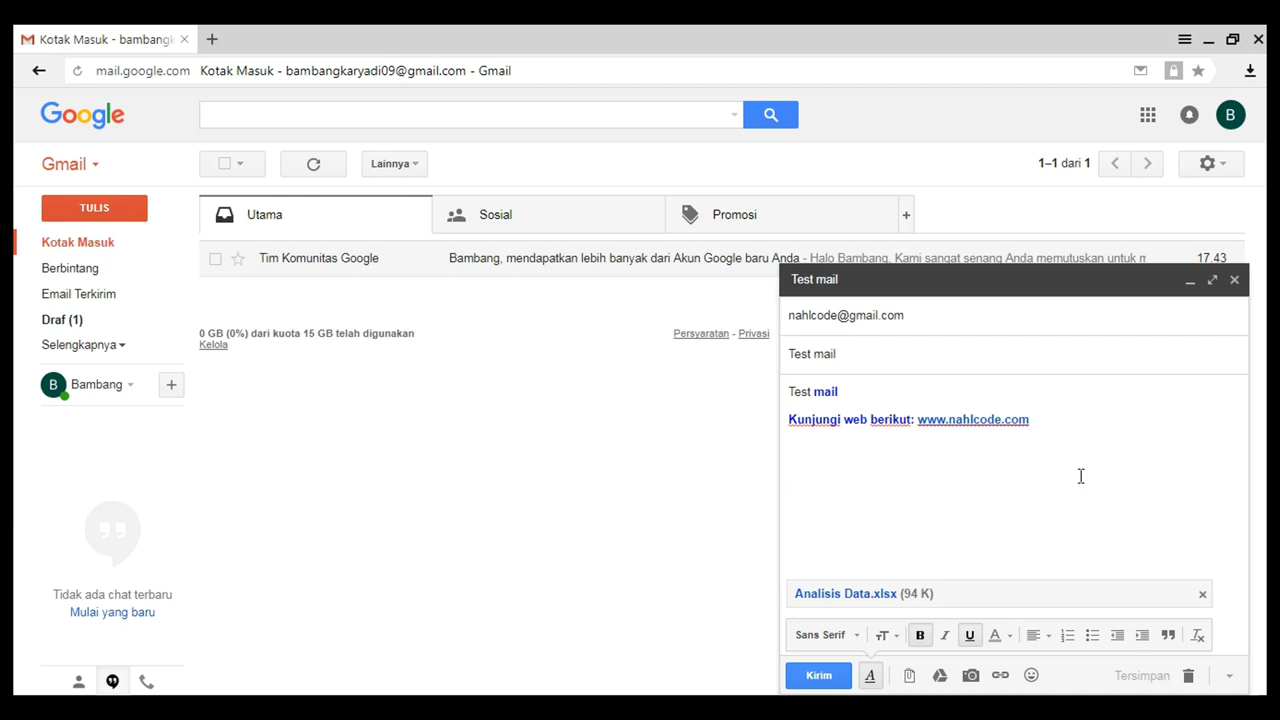 Kotak Masuk - bambangk
mail.google.com Kotak Masuk - bambangkaryadi09@gmail.com - Gmail
Google
B
Gmail
Lainnya
1–1 dari 1
TULIS
Utama
Sosial
Promosi
Kotak Masuk
Berbintang
Email Terkirim
Draf (1)
Selengkapnya
Tim Komunitas Google
Bambang, mendapatkan lebih banyak dari Akun Google baru Anda - Halo Bambang, Kami sangat senang Anda memutuskan untuk m
17.43
0 GB (0%) dari kuota 15 GB telah digunakan
Kelola
Persyaratan - Privasi
B Bambang
Tidak ada chat terbaru
Mulai yang baru
Test mail
nahlcode@gmail.com
Test mail
Test mail
Kunjungi web berikut: www.nahlcode.com
Analisis Data.xlsx (94 K)
Sans Serif
B I U A
Kirim
A
Tersimpan